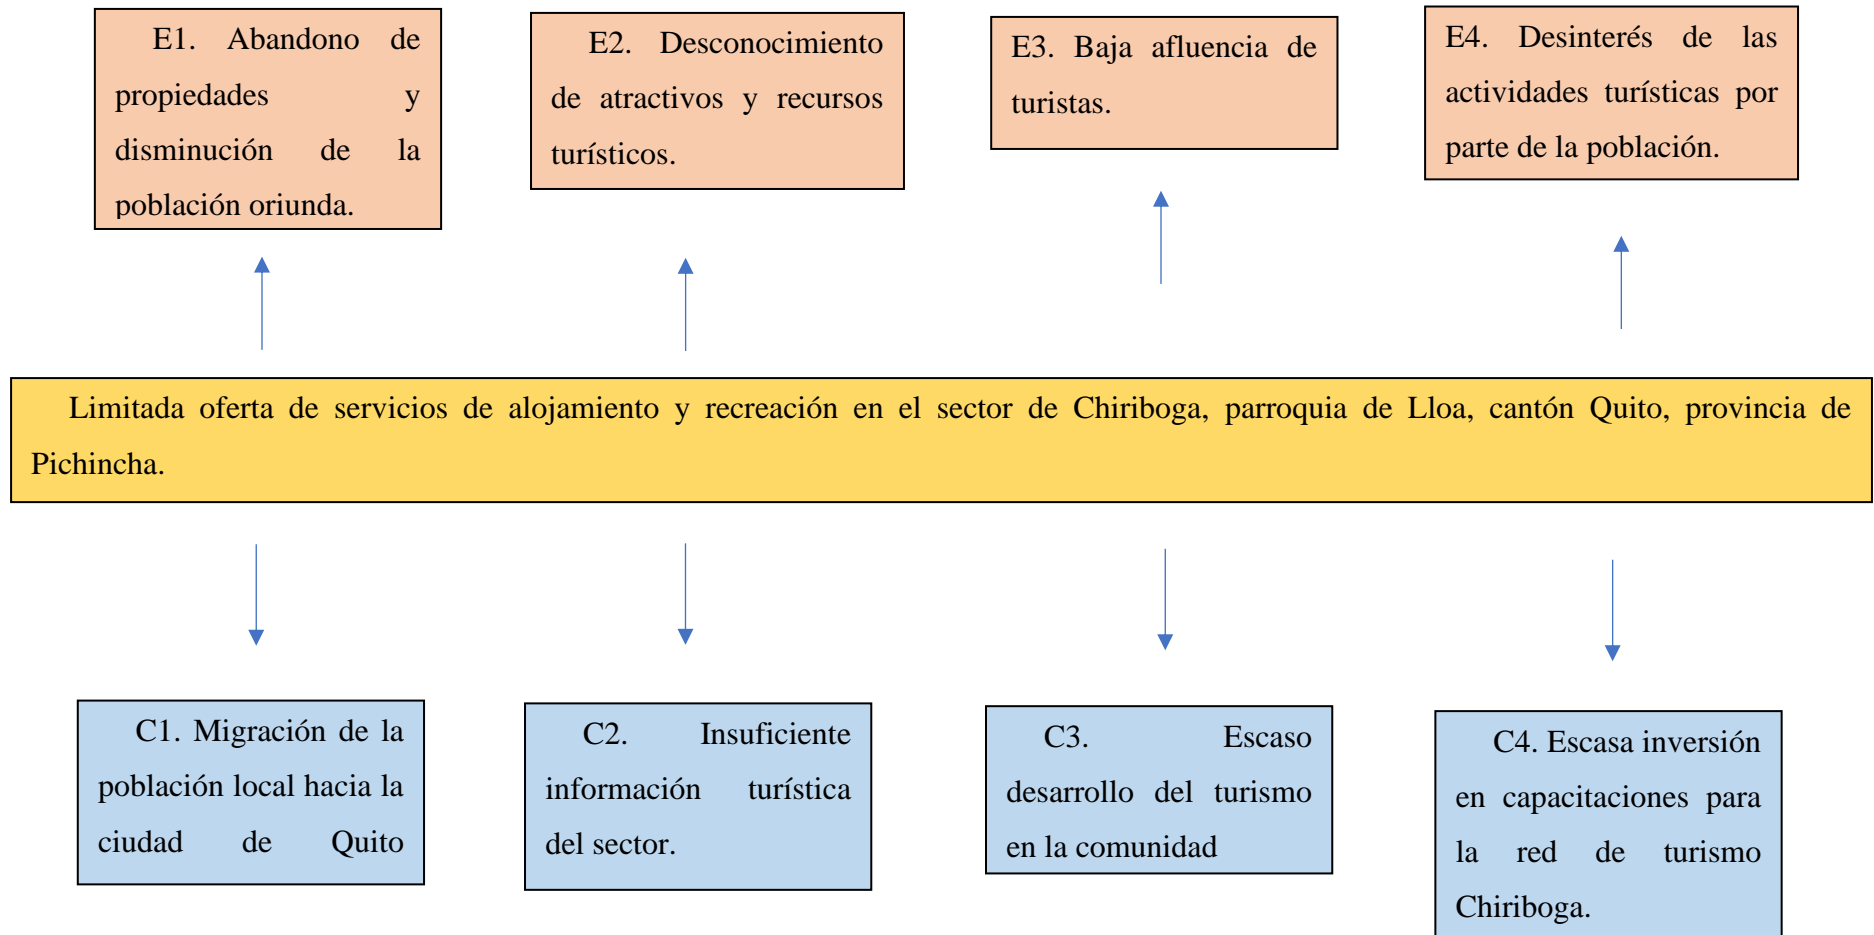 E1. Abandono de
propiedades y
disminución de la
población oriunda.
E2. Desconocimiento
de atractivos y recursos
turísticos.
E3. Baja afluencia de
turistas.
E4. Desinterés de las
actividades turísticas por
parte de la población.
Limitada oferta de servicios de alojamiento y recreación en el sector de Chiriboga, parroquia de Lloa, cantón Quito, provincia de
Pichincha.
C1. Migración de la
población local hacia la
ciudad de Quito
C2. Insuficiente
información turística
del sector.
C3. Escaso
desarrollo del turismo
en la comunidad
C4. Escasa inversión
en capacitaciones para
la red de turismo
Chiriboga.